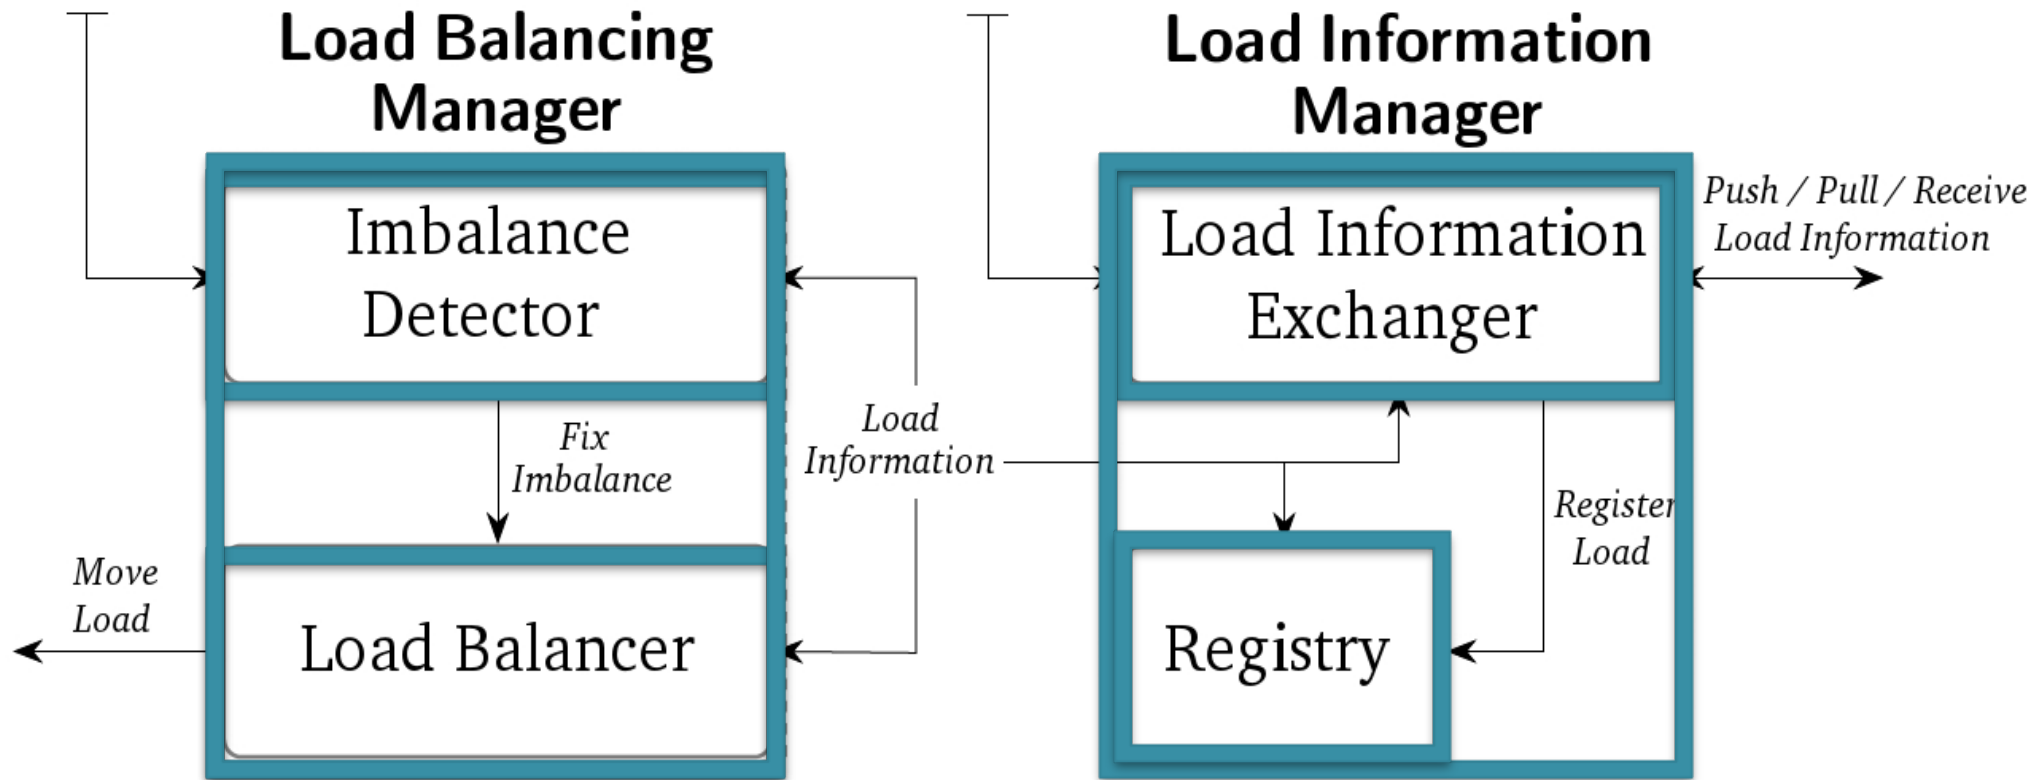 Load Balancing
Manager
Load Information
Manager
Imbalance
Detector
Load Information
Exchanger
Push / Pull / Receive
Load Information
Fix
Imbalance
Load
Information
Register
Load
Move
Load
Load Balancer
Registry